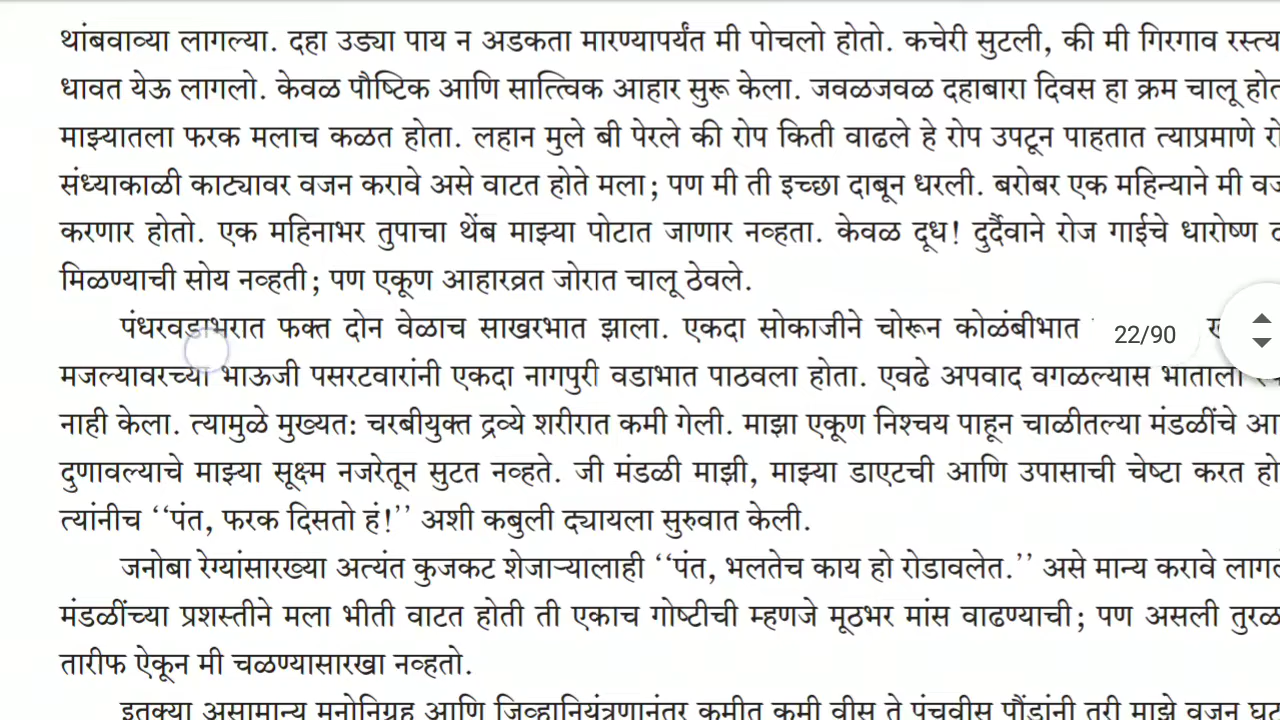 थांबवाव्या लागल्या. दहा उड्या पाय न अडकता मारण्यापर्यंत मी पोचलो होतो. कचेरी सुटली, की मी गिरगाव
धावत येऊ लागलो. केवळ पौष्टिक आणि सात्त्विक आहार सुरू केला. जवळजवळ दहाबारा दिवस हा क्रम चालू
माझ्यातला फरक मलाच कळत होता. लहान मुले बी पेरले की रोप किती वाढले हे रोप उपटून पाहतात त्याप्रमाणे
संध्याकाळी काट्यावर वजन करावे असे वाटत होते मला; पण मी ती इच्छा दाबून धरली. बरोबर एक महिन्याने मी
करणार होतो. एक महिनाभर तुपाचा थेंब माझ्या पोटात जाणार नव्हता. केवळ दूध! दुर्दैवाने रोज गाईचे धारोष्ण
मिळण्याची सोय नव्हती; पण एकूण आहारव्रत जोरात चालू ठेवले.
पंधरवडाभरात फक्त दोन वेळाच साखरभात झाला. एकदा सोकाजीने चोरून कोळंबीभात
22/90
मजल्यावरच्या भाऊजी पसरटवारांनी एकदा नागपुरी वडाभात पाठवला होता. एवढे अपवाद वगळल्यास भाताला
नाही केला. त्यामुळे मुख्यत: चरबीयुक्त द्रव्ये शरीरात कमी गेली. माझा एकूण निश्चय पाहून चाळीतल्या मंडळींचे
दुणावल्याचे माझ्या सूक्ष्म नजरेतून सुटत नव्हते. जी मंडळी माझी, माझ्या डाएटची आणि उपासाची चेष्टा करत
त्यांनीच ‘‘पंत, फरक दिसतो हं!’’ अशी कबुली द्यायला सुरुवात केली.
जनोबा रेग्यांसारख्या अत्यंत कुजकट शेजाऱ्यालाही ‘‘पंत, भलतेच काय हो रोडावलेत.’’ असे मान्य करावे
मंडळींच्या प्रशस्तीने मला भीती वाटत होती ती एकाच गोष्टीची म्हणजे मूठभर मांस वाढण्याची; पण असली
तारीफ ऐकून मी चळण्यासारखा नव्हतो.
इतक्या असामान्य मनोनिग्रह आणि जिव्हानियंत्रणानंतर कमीत कमी वीस ते पंचवीस पौंडांनी तरी माझे वजन